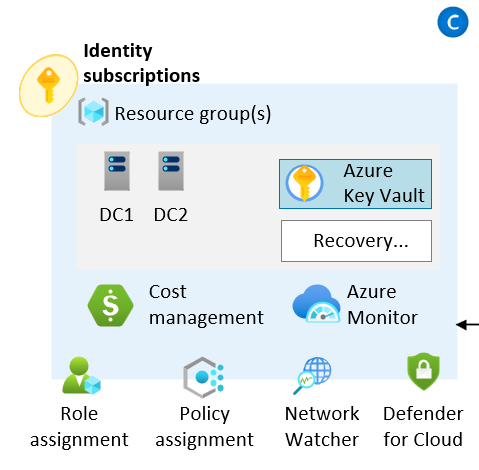 C
Identity
subscriptions
Resource group(s)
DC1 DC2
Azure
Key Vault
Recovery...
Cost
management
Azure
Monitor
Role
assignment
Policy
assignment
Network
Watcher
Defender
for Cloud